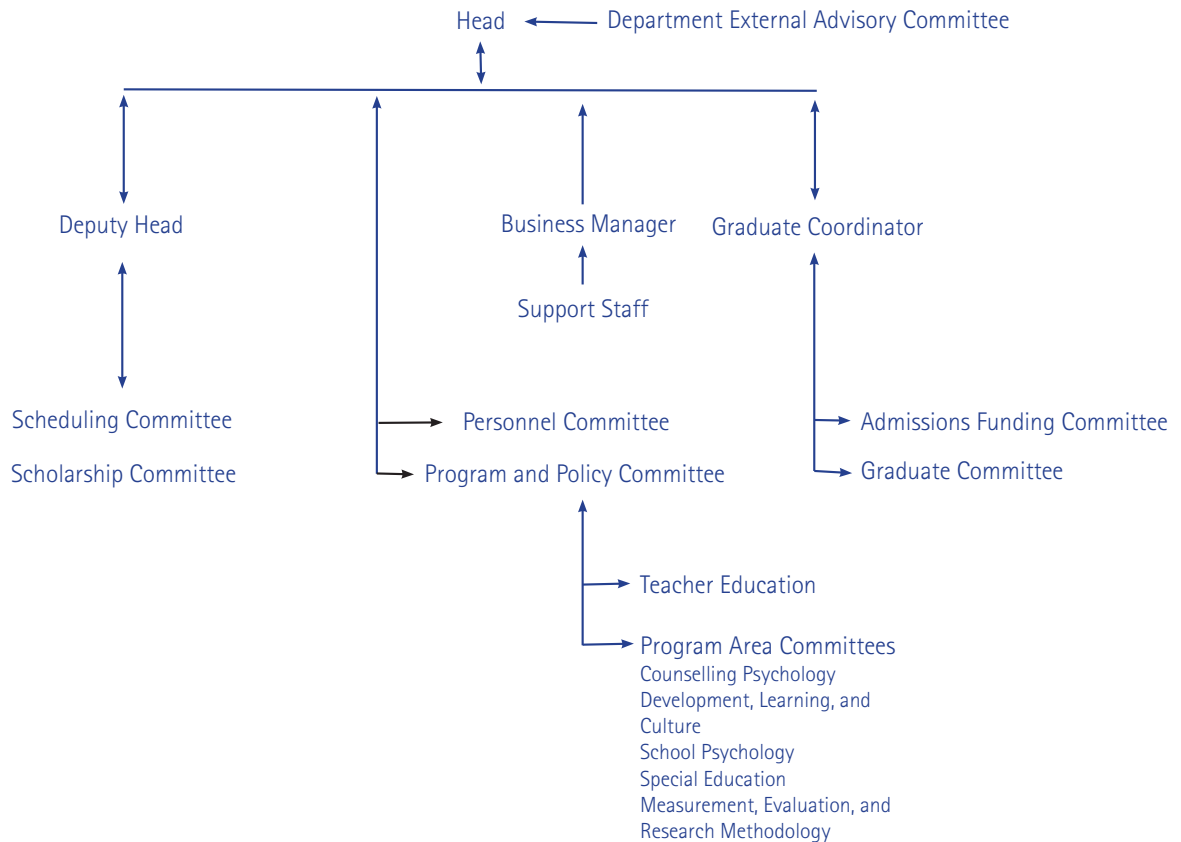 Head
Department External Advisory Committee
Deputy Head
Business Manager
Graduate Coordinator
Support Staff
Scheduling Committee
Personnel Committee
Admissions Funding Committee
Scholarship Committee
Program and Policy Committee
Graduate Committee
Teacher Education
Program Area Committees
Counselling Psychology
Development, Learning, and
Culture
School Psychology
Special Education
Measurement, Evaluation, and
Research Methodology